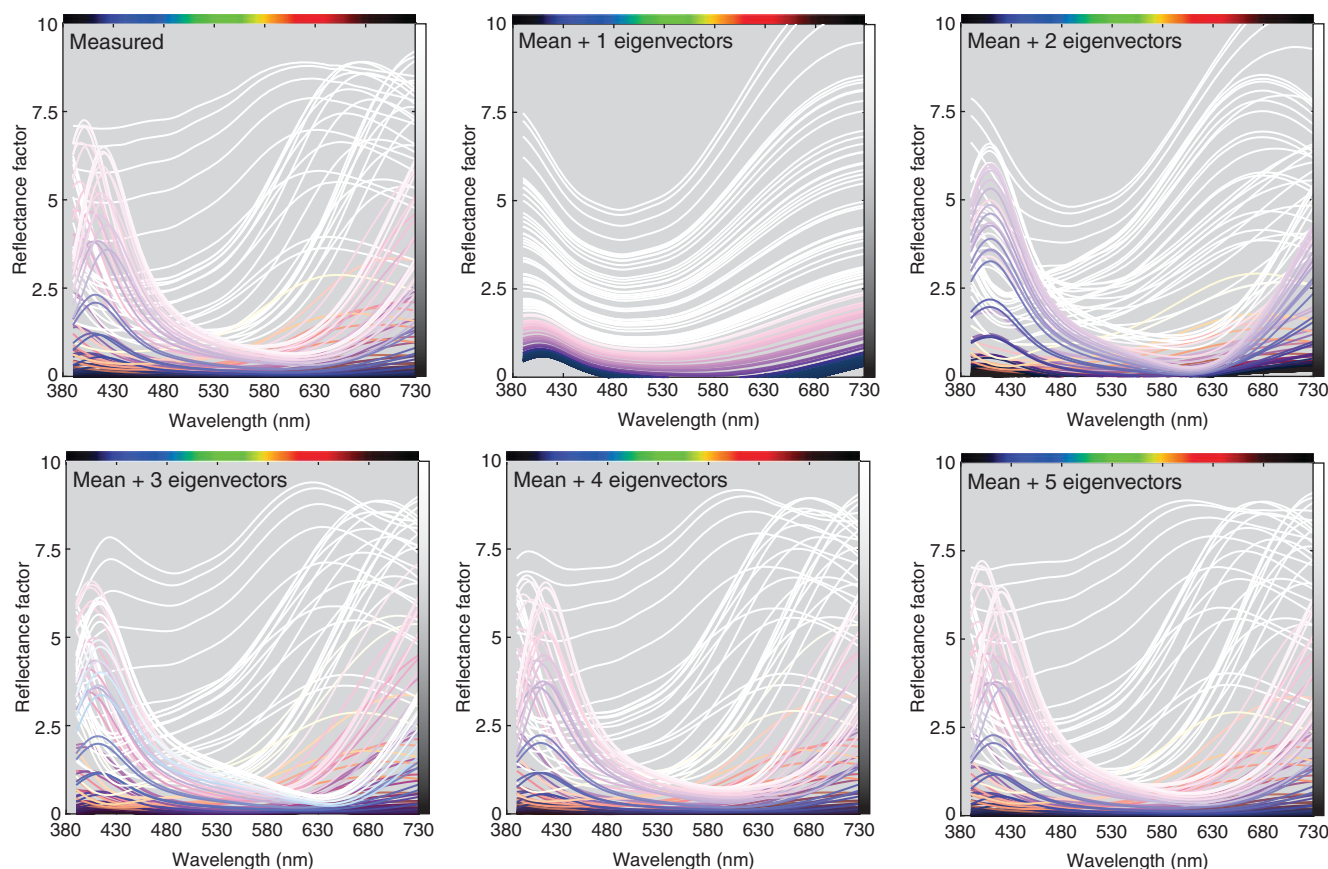 Measured
10
7.5
5
2.5
0
Reflectance factor
380 430 480 530 580 630 680 730
Wavelength (nm)
Mean + 1 eigenvectors
10
7.5
5
2.5
0
Reflectance factor
380 430 480 530 580 630 680 730
Wavelength (nm)
Mean + 2 eigenvectors
10
7.5
5
2.5
0
Reflectance factor
380 430 480 530 580 630 680 730
Wavelength (nm)
Mean + 3 eigenvectors
10
7.5
5
2.5
0
Reflectance factor
380 430 480 530 580 630 680 730
Wavelength (nm)
Mean + 4 eigenvectors
10
7.5
5
2.5
0
Reflectance factor
380 430 480 530 580 630 680 730
Wavelength (nm)
Mean + 5 eigenvectors
10
7.5
5
2.5
0
Reflectance factor
380 430 480 530 580 630 680 730
Wavelength (nm)